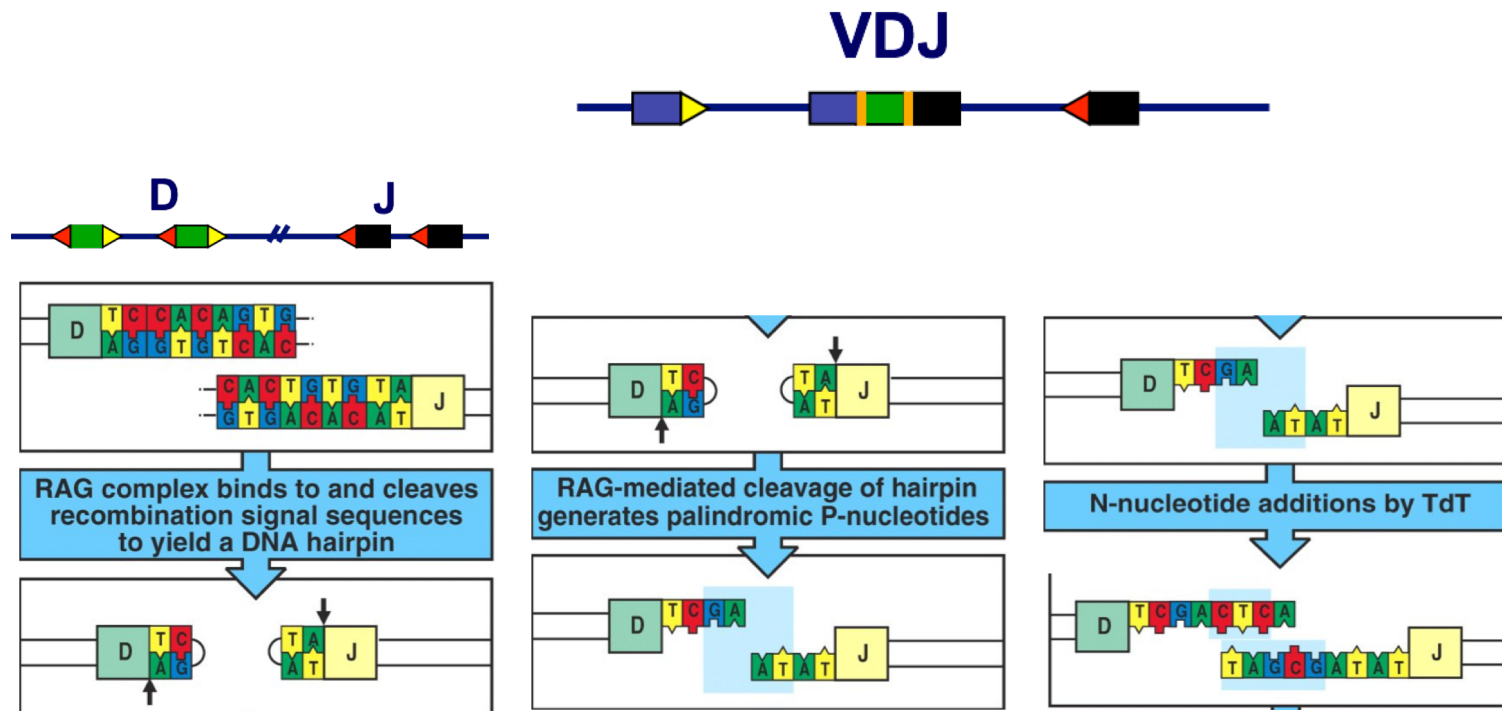 VDJ
D J
D T C C A C A G T G
A G G T G T C A C
C A C T G T G T A J
G T G A C A C A T
RAG complex binds to and cleaves
recombination signal sequences
to yield a DNA hairpin
D T C T A J
A G A T
D T C T A J
A G A T
RAG-mediated cleavage of hairpin
generates palindromic P-nucleotides
D T C G A
A T A T J
D T C G A
A T A T J
N-nucleotide additions by TdT
D T C G A C T C A
T A G C G A T A T J